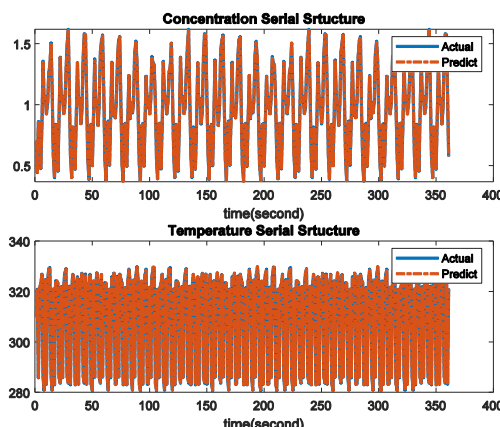 Concentration Serial Srtucture
1.5
1
0.5
Actual
Predict
0 50 100 150 200 250 300 350 400
time(second)
Temperature Serial Srtucture
340
320
300
280
Actual
Predict
0 50 100 150 200 250 300 350 400
time(second)